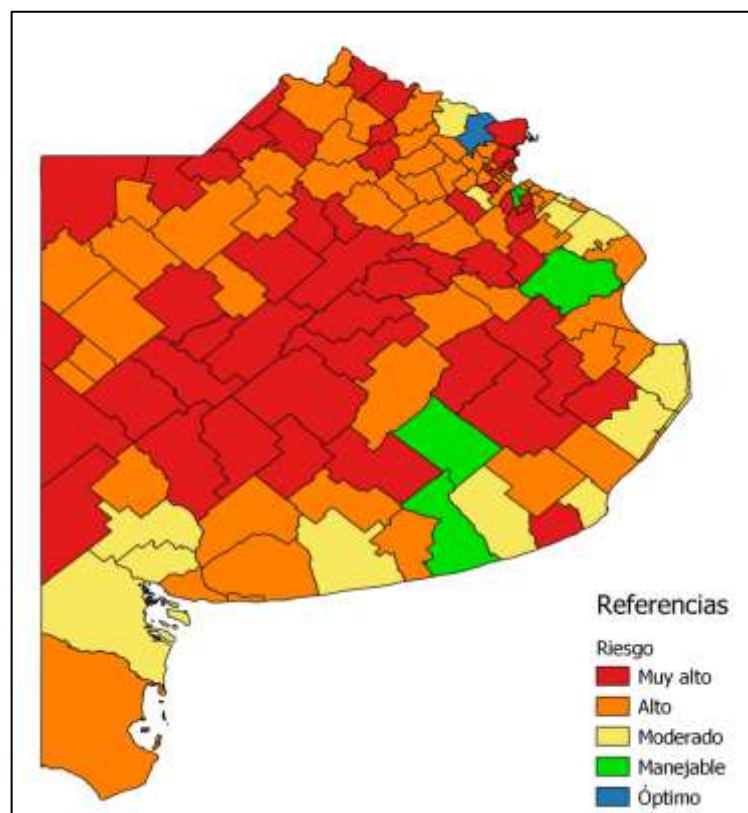 Referencias
Riesgo
Muy alto
Alto
Moderado
Manejable
Óptimo